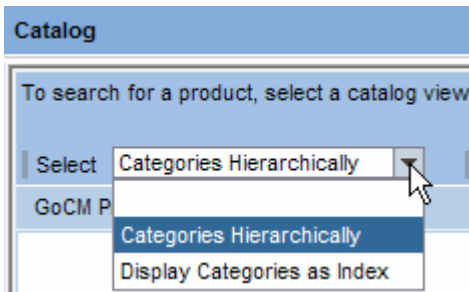 Catalog
To search for a product, select a catalog view
Select Categories Hierarchically
GoCM P
Categories Hierarchically
Display Categories as Index